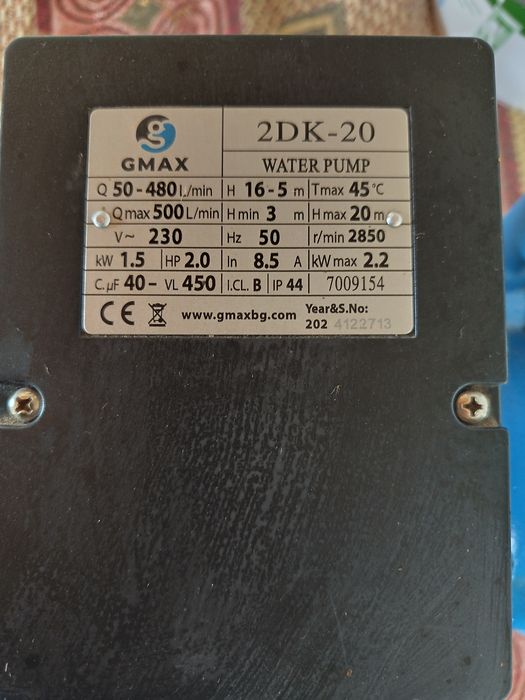 g
GMAX
2DK-20
WATER PUMP
Q 50-480 L/min H 16-5 m Tmax 45°C
Qmax 500 L/min H min 3 m H max 20 m
V~ 230 Hz 50 r/min 2850
kW 1.5 HP 2.0 In 8.5 A kW max 2.2
C.µF 40- VL 450 I.CL. B IP 44 7009154
CE www.gmaxbg.com Year&S.No:
202 4122713